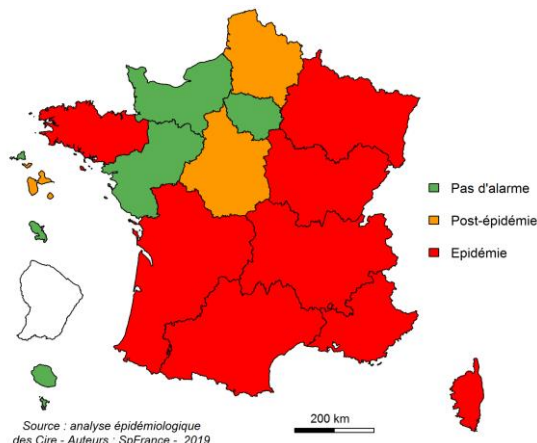 Pas d'alarme
Post-épidémie
Epidémie
200 km
Source : analyse épidémiologique
des Cire - Auteurs : SpFrance - 2019